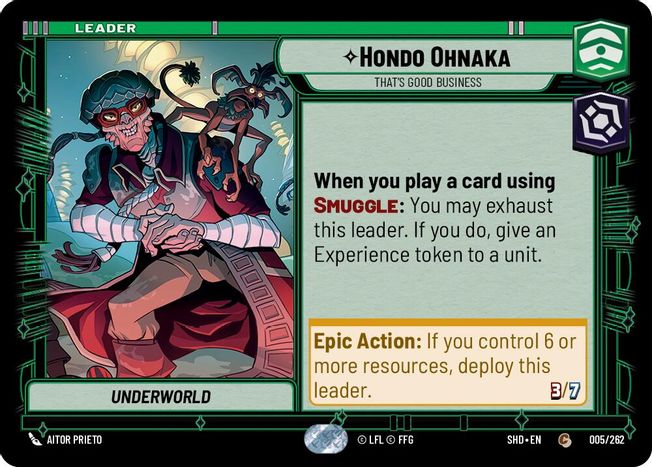 LEADER
✧HONDO OHNAKA
THAT'S GOOD BUSINESS
When you play a card using
SMUGGLE: You may exhaust
this leader. If you do, give an
Experience token to a unit.
Epic Action: If you control 6 or
more resources, deploy this
leader.
3/7
UNDERWORLD
AITOR PRIETO
© LFL © FFG
SHD•EN
C
005/262